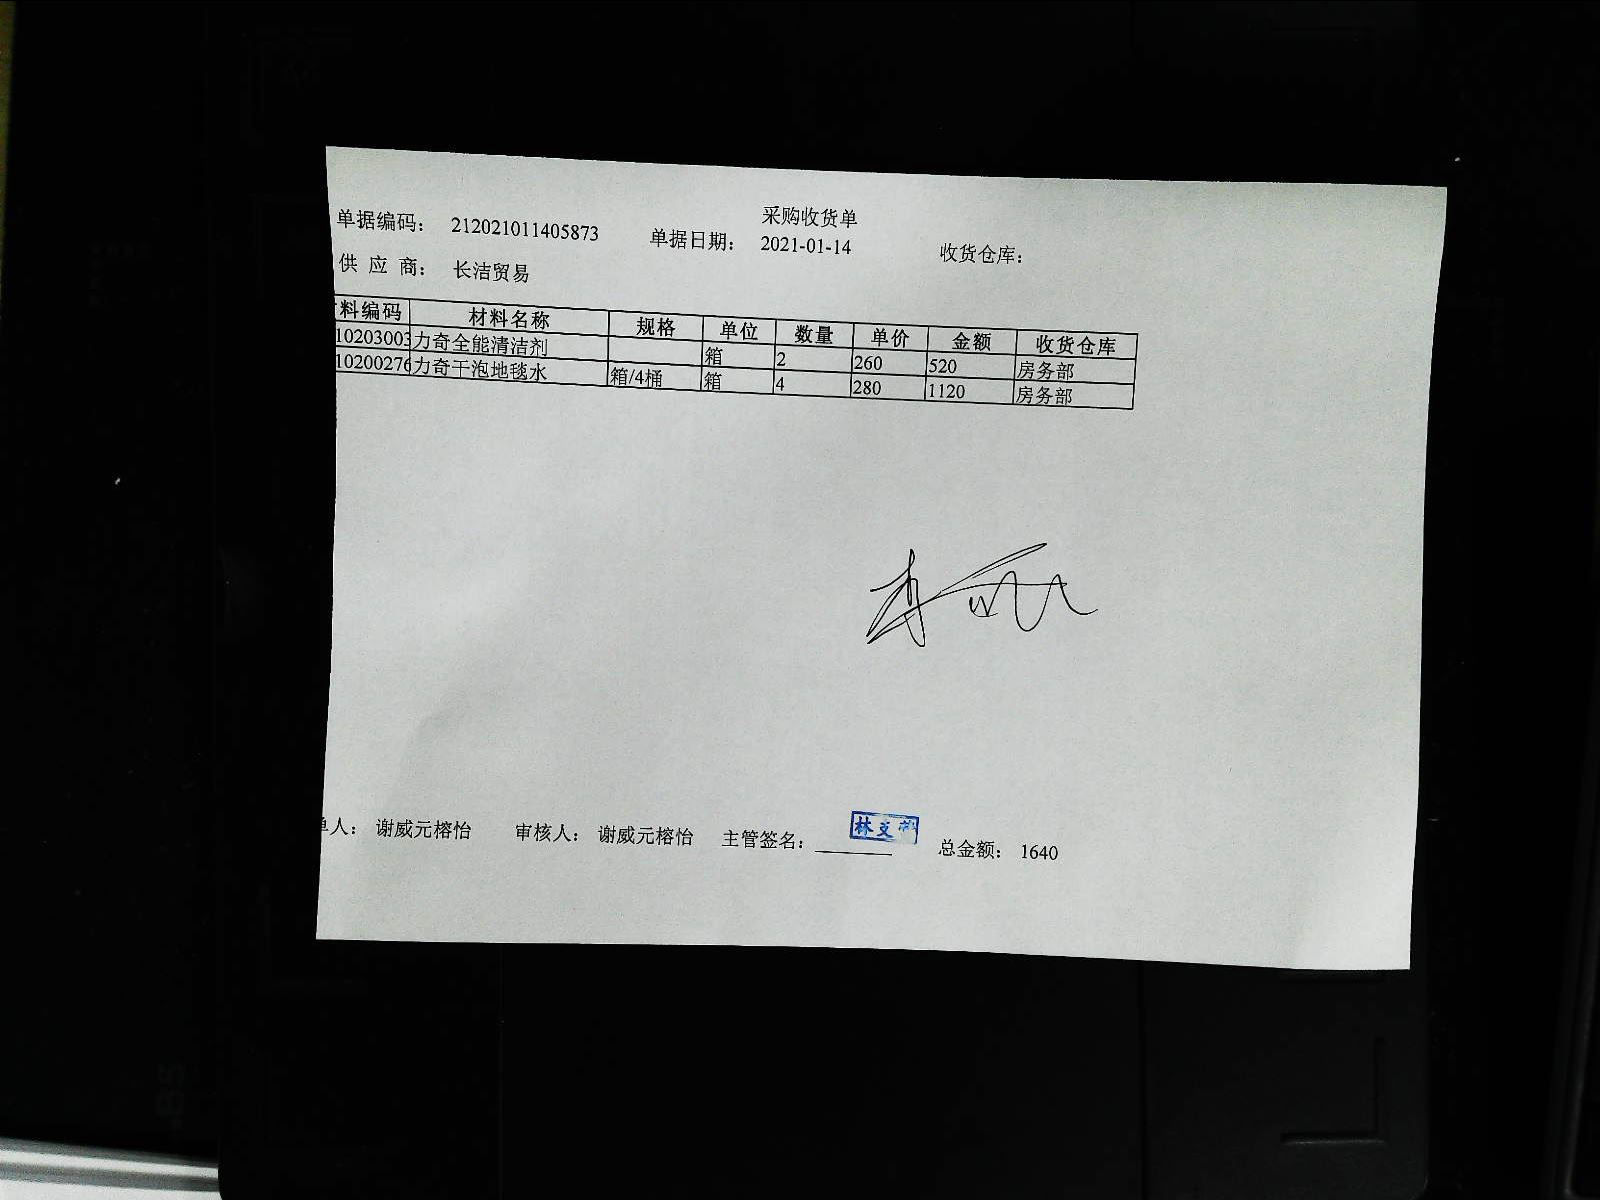 采购收货单
单据编码： 212021011405873 单据日期： 2021-01-14 收货仓库：
供 应 商： 长洁贸易
料编码 材料名称 规格 单位 数量 单价 金额 收货仓库
10203003 力奇全能清洁剂 箱 2 260 520 房务部
10200276 力奇干泡地毯水 箱/4桶 箱 4 280 1120 房务部
单人： 谢威元榕怡 审核人： 谢威元榕怡 主管签名： 总金额： 1640